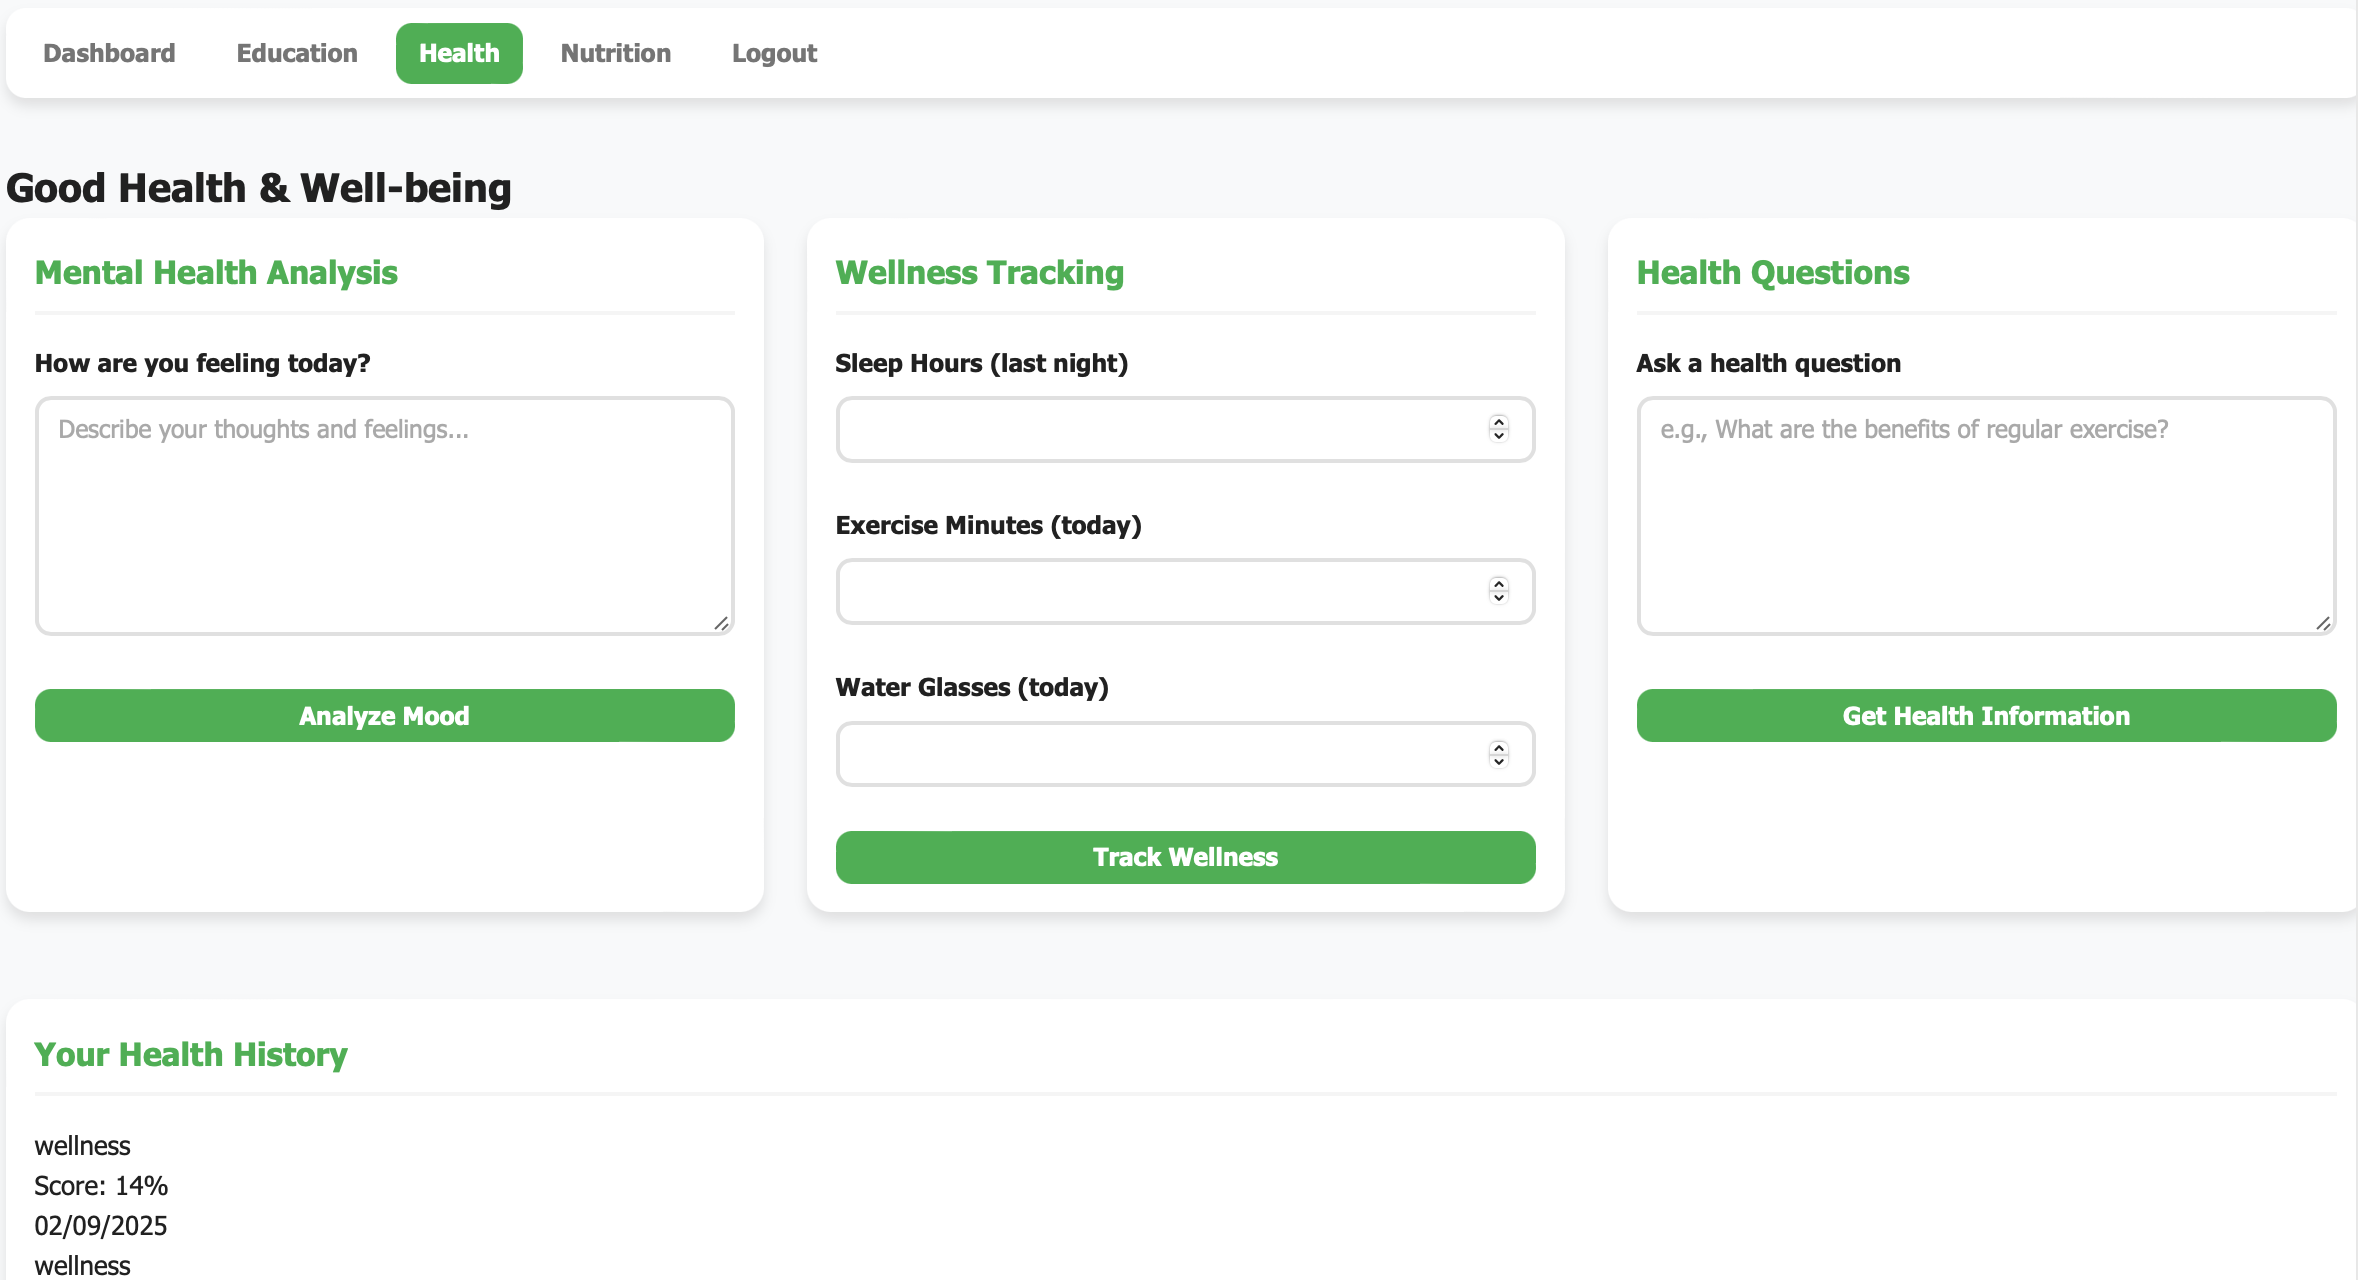 Dashboard Education Health Nutrition Logout
Good Health & Well-being
Mental Health Analysis
How are you feeling today?
Describe your thoughts and feelings...
Analyze Mood
Wellness Tracking
Sleep Hours (last night)
Exercise Minutes (today)
Water Glasses (today)
Track Wellness
Health Questions
Ask a health question
e.g., What are the benefits of regular exercise?
Get Health Information
Your Health History
wellness
Score: 14%
02/09/2025
wellness